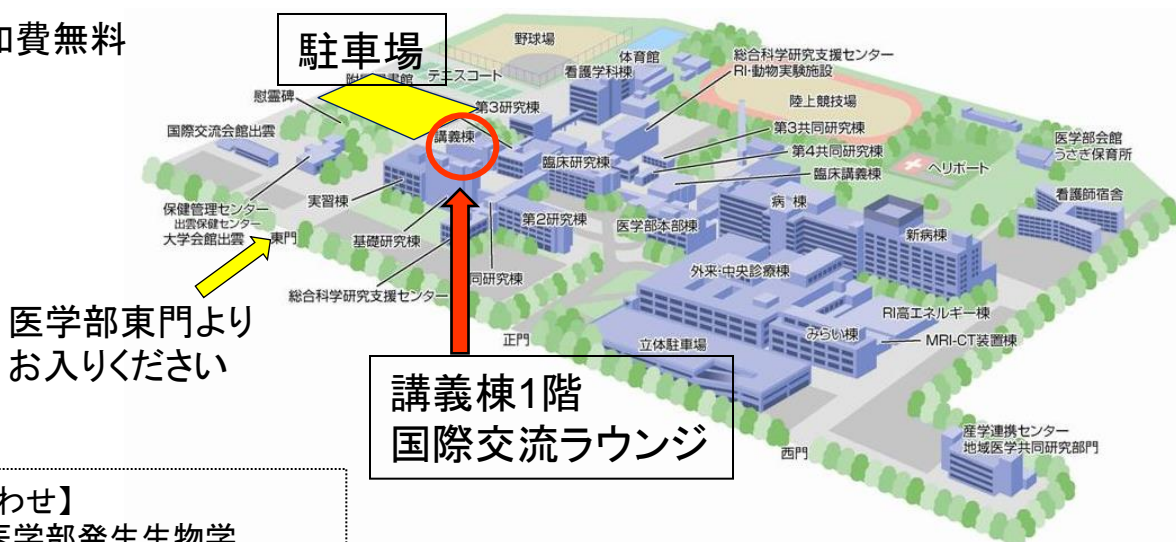 加費無料
駐車場
野球場
体育館
総合科学研究支援センター
RI・動物実験施設
テニスコート
看護学科棟
陸上競技場
慰霊碑
第3研究棟
国際交流会館出雲
講義棟
第3共同研究棟
第4共同研究棟
医学部会館
うさぎ保育所
臨床研究棟
臨床講義棟
ヘリポート
実習棟
病棟
看護師宿舎
保健管理センター
出雲保健センター
大学会館出雲
東門
基礎研究棟
第2研究棟
医学部本部棟
新病棟
同研究棟
外来・中央診療棟
総合科学研究支援センター
RI高エネルギー棟
医学部東門より
お入りください
正門
立体駐車場
みらい棟
MRI-CT装置棟
講義棟1階
国際交流ラウンジ
産学連携センター
地域医学共同研究部門
西門
わせ】
医学部発生生物学